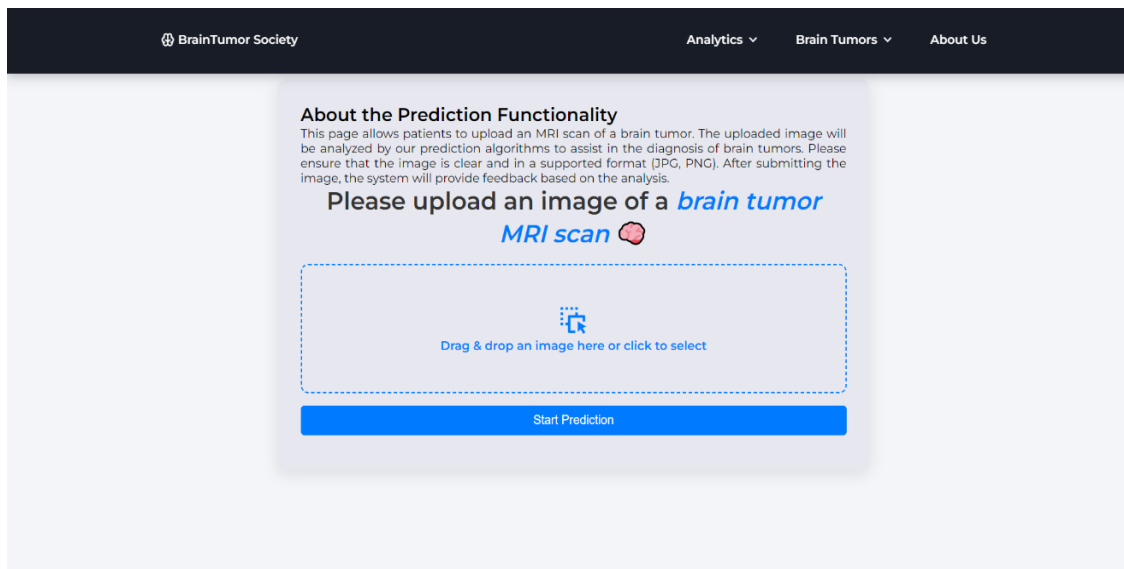 BrainTumor Society
Analytics
Brain Tumors
About Us
About the Prediction Functionality
This page allows patients to upload an MRI scan of a brain tumor. The uploaded image will
be analyzed by our prediction algorithms to assist in the diagnosis of brain tumors. Please
ensure that the image is clear and in a supported format (JPG, PNG). After submitting the
image, the system will provide feedback based on the analysis.
Please upload an image of a brain tumor
MRI scan
Drag & drop an image here or click to select
Start Prediction